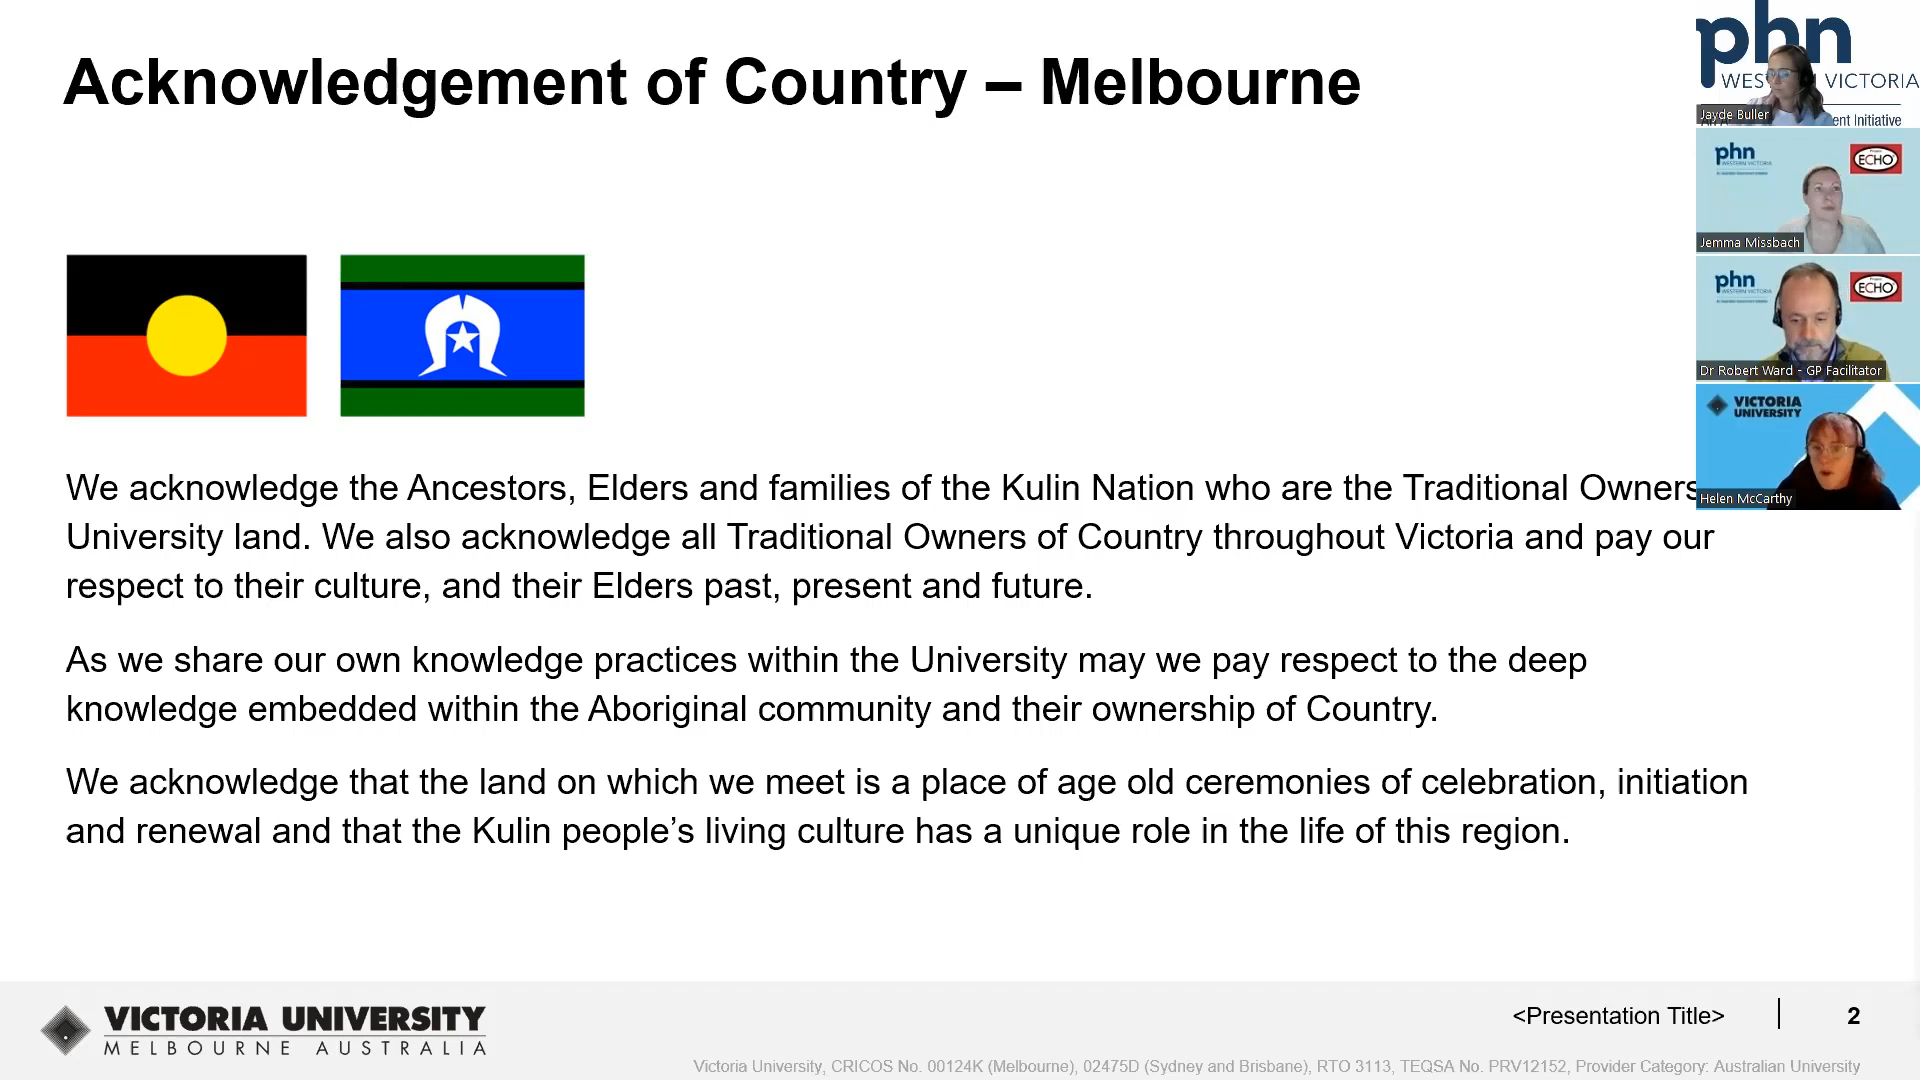 Acknowledgement of Country – Melbourne
phn
WESTERN VICTORIA
Jayde Buller
ent Initiative
phn
WESTERN VICTORIA
ECHO
Jemma Missbach
phn
WESTERN VICTORIA
ECHO
Dr Robert Ward - GP Facilitator
VICTORIA
UNIVERSITY
Helen McCarthy
We acknowledge the Ancestors, Elders and families of the Kulin Nation who are the Traditional Owners
University land. We also acknowledge all Traditional Owners of Country throughout Victoria and pay our
respect to their culture, and their Elders past, present and future.
As we share our own knowledge practices within the University may we pay respect to the deep
knowledge embedded within the Aboriginal community and their ownership of Country.
We acknowledge that the land on which we meet is a place of age old ceremonies of celebration, initiation
and renewal and that the Kulin people’s living culture has a unique role in the life of this region.
VICTORIA UNIVERSITY
MELBOURNE AUSTRALIA
<Presentation Title>
2
Victoria University, CRICOS No. 00124K (Melbourne), 02475D (Sydney and Brisbane), RTO 3113, TEQSA No. PRV12152, Provider Category: Australian University